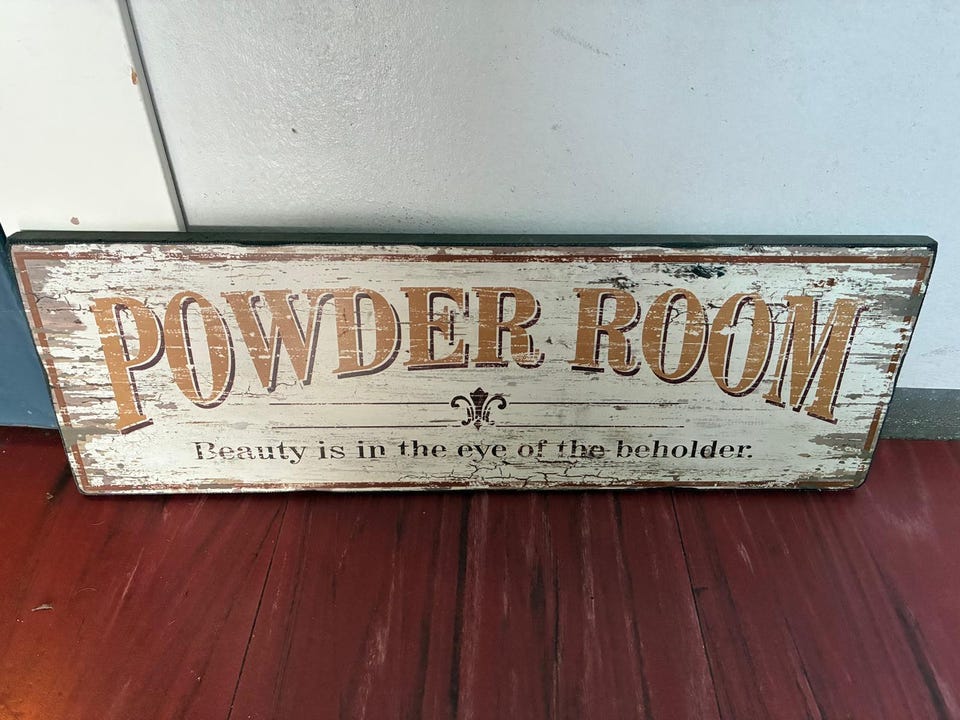 POWDER ROOM
Beauty is in the eye of the beholder.